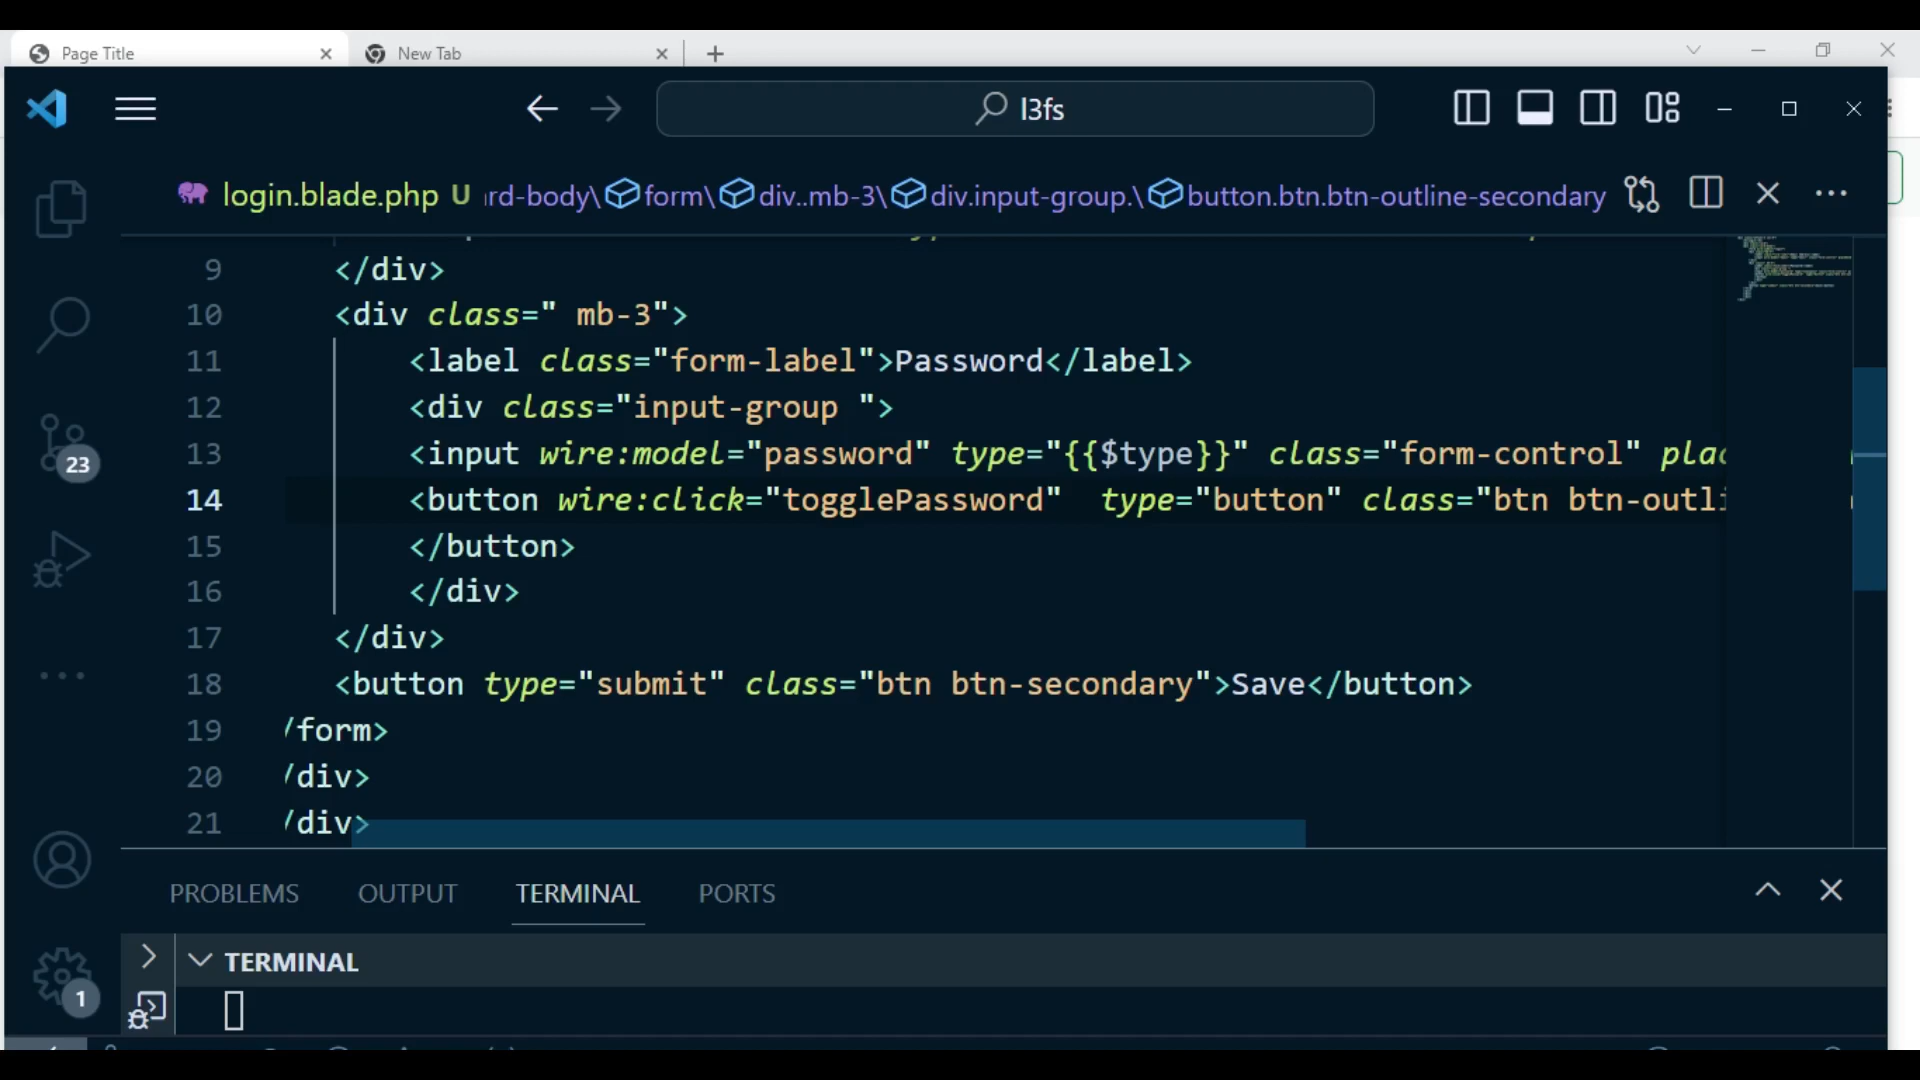 Page Title
New Tab
l3fs
login.blade.php U rd-body\form\div..mb-3\div.input-group.\button.btn.btn-outline-secondary
9 </div>
10 <div class=" mb-3">
11 <label class="form-label">Password</label>
12 <div class="input-group ">
13 <input wire:model="password" type="{{$type}}" class="form-control" plac
14 <button wire:click="togglePassword"  type="button" class="btn btn-outli
15 </button>
16 </div>
17 </div>
18 <button type="submit" class="btn btn-secondary">Save</button>
19 /form>
20 /div>
21 /div>
23
PROBLEMS OUTPUT TERMINAL PORTS
TERMINAL
1